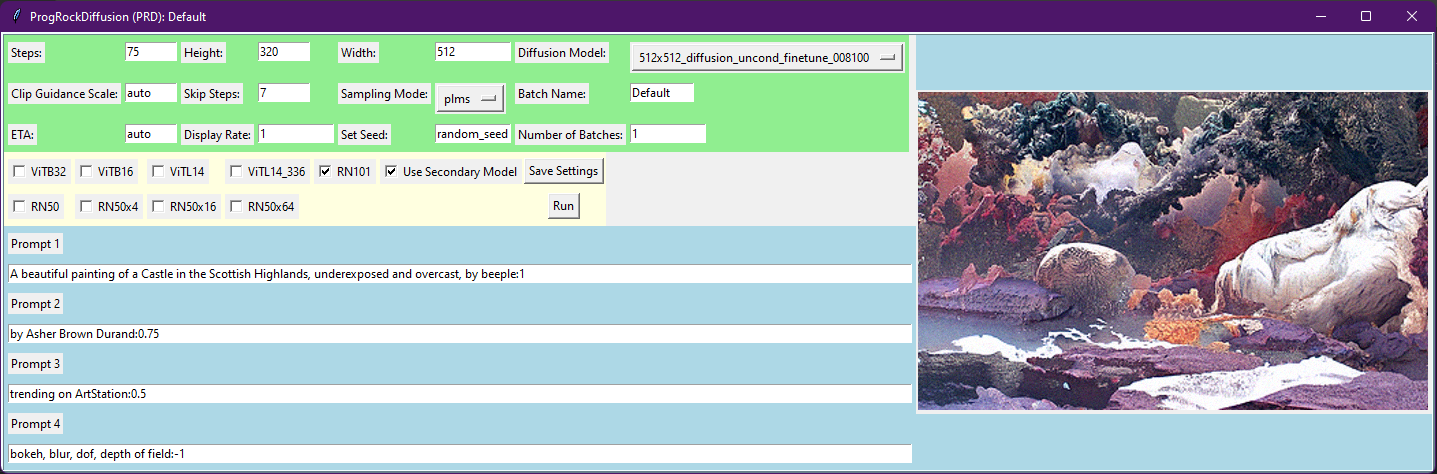 ProgRockDiffusion (PRD): Default
Steps: 75 Height: 320 Width: 512 Diffusion Model: 512x512_diffusion_uncond_finetune_008100
Clip Guidance Scale: auto Skip Steps: 7 Sampling Mode: plms Batch Name: Default
ETA: auto Display Rate: 1 Set Seed: random_seed Number of Batches: 1
ViTB32 ViTB16 ViTL14 ViTL14_336 RN101 Use Secondary Model Save Settings
RN50 RN50x4 RN50x16 RN50x64 Run
Prompt 1
A beautiful painting of a Castle in the Scottish Highlands, underexposed and overcast, by beeple:1
Prompt 2
by Asher Brown Durand:0.75
Prompt 3
trending on ArtStation:0.5
Prompt 4
bokeh, blur, dof, depth of field:-1